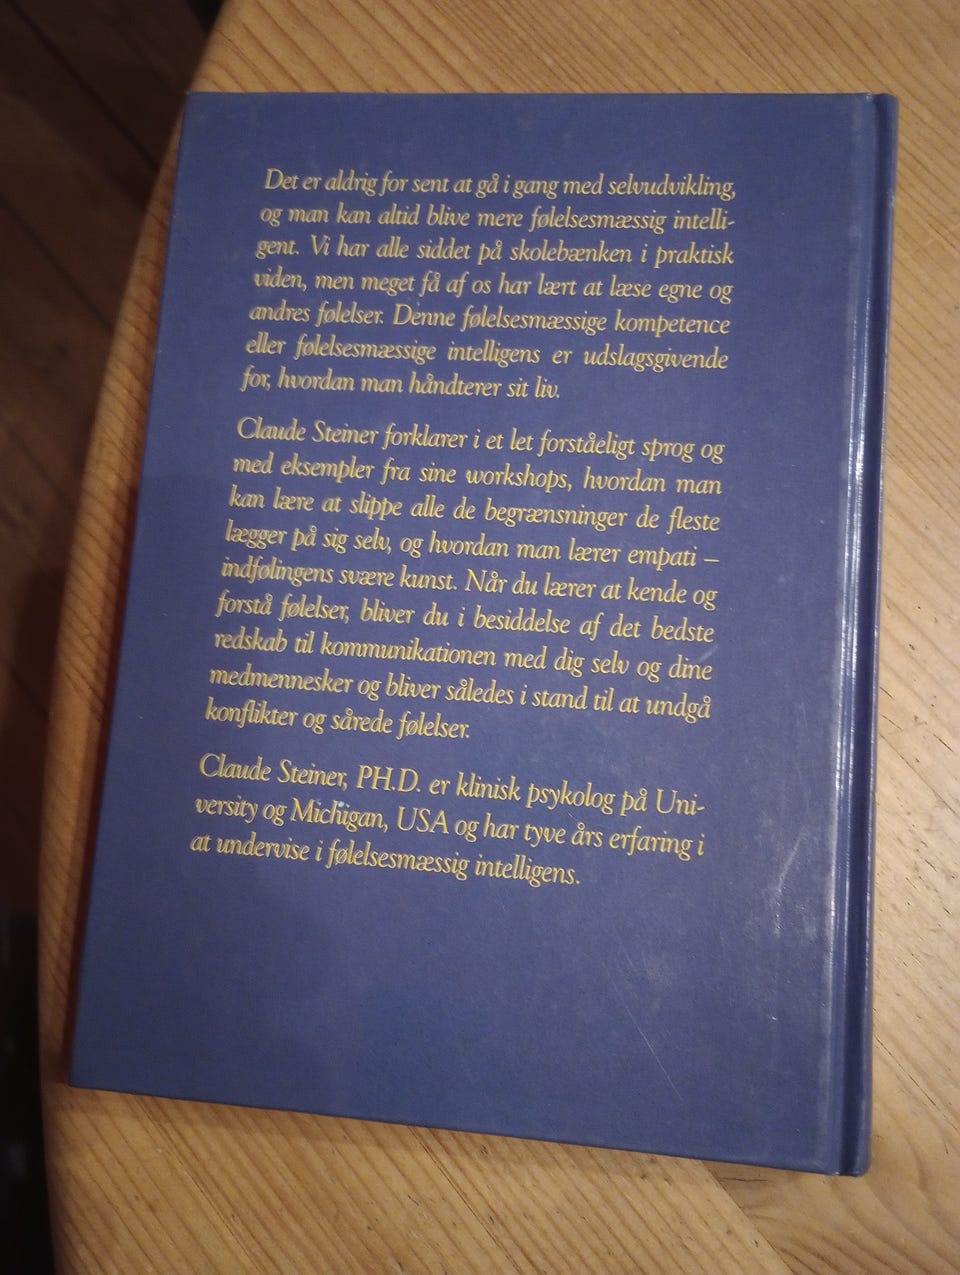 Det er aldrig for sent at gå i gang med selvudvikling,
og man kan altid blive mere følelsesmæssig intelli-
gent. Vi har alle siddet på skolebænken i praktisk
viden, men meget få af os har lært at læse egne og
andres følelser. Denne følelsesmæssige kompetence
eller følelsesmæssige intelligens er udslagsgivende
for, hvordan man håndterer sit liv.
Claude Steiner forklarer i et let forståeligt sprog og
med eksempler fra sine workshops, hvordan man
kan lære at slippe alle de begrænsninger de fleste
lægger på sig selv, og hvordan man lærer empati –
indfølingens svære kunst. Når du lærer at kende og
forstå følelser, bliver du i besiddelse af det bedste
redskab til kommunikationen med dig selv og dine
medmennesker og bliver således i stand til at undgå
konflikter og sårede følelser.
Claude Steiner, PH.D. er klinisk psykolog på Uni-
versity og Michigan, USA og har tyve års erfaring i
at undervise i følelsesmæssig intelligens.